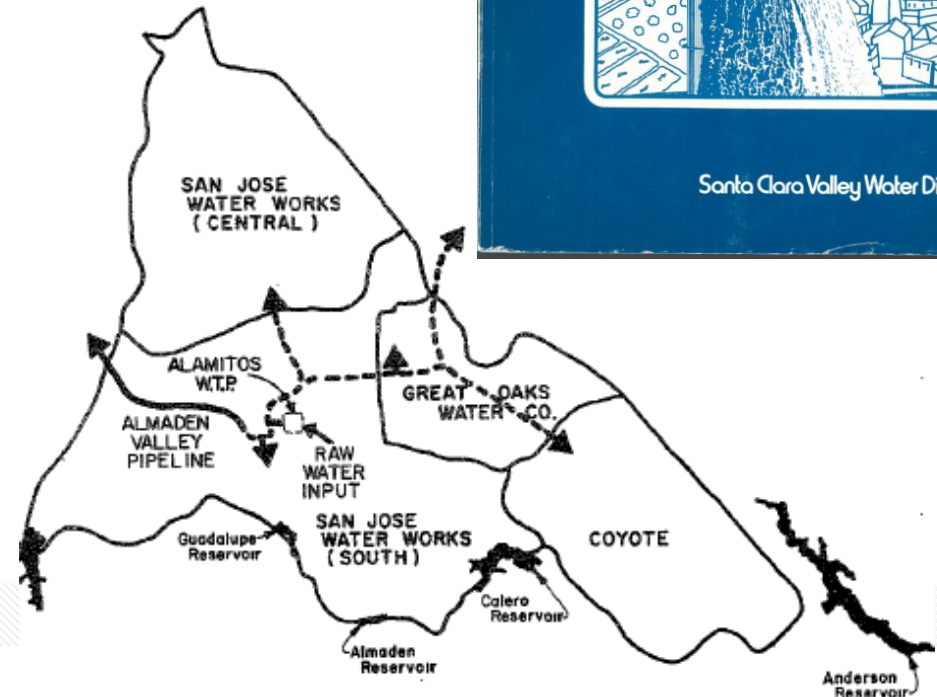 Santa Clara Valley Water Di
SAN JOSE
WATER WORKS
( CENTRAL )
ALAMITOS
W.T.P.
GREAT OAKS
WATER CO.
ALMADEN
VALLEY
PIPELINE
RAW
WATER
INPUT
SAN JOSE
WATER WORKS
( SOUTH )
COYOTE
Guadalupe
Reservoir
Calero
Reservoir
Almaden
Reservoir
Anderson
Reservoir